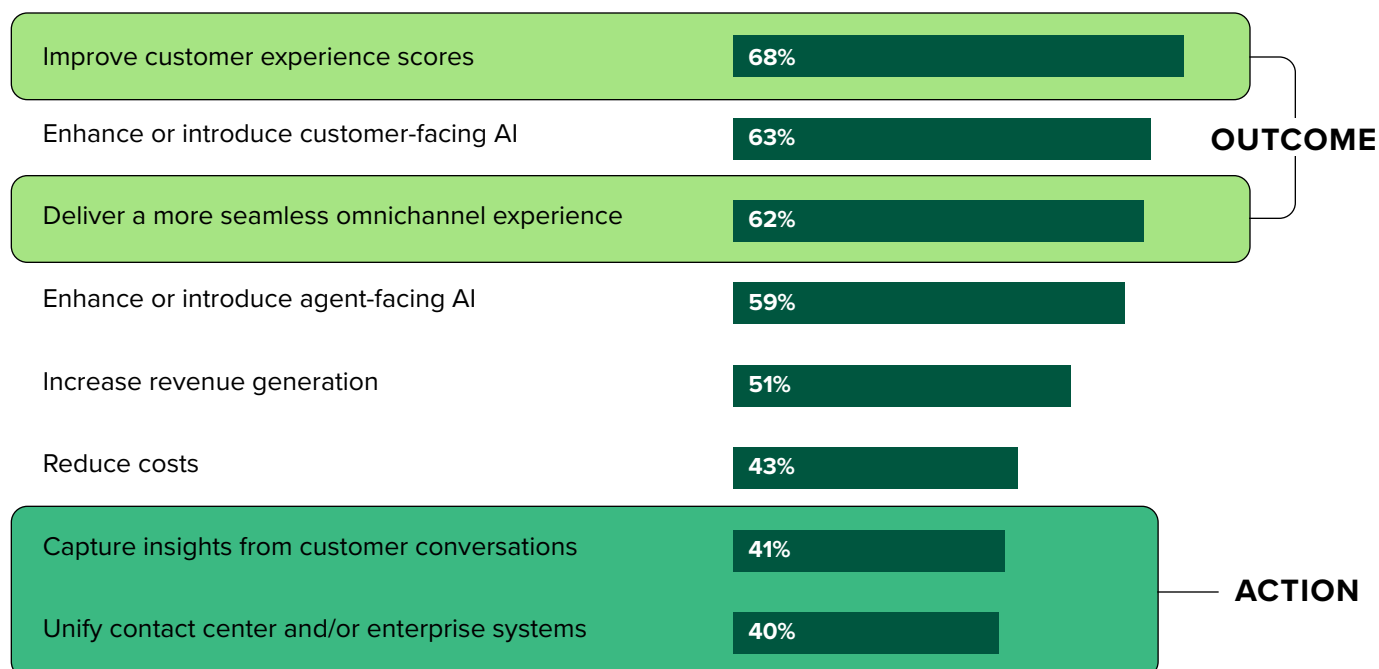 Improve customer experience scores 68%
Enhance or introduce customer-facing AI 63%
OUTCOME
Deliver a more seamless omnichannel experience 62%
Enhance or introduce agent-facing AI 59%
Increase revenue generation 51%
Reduce costs 43%
Capture insights from customer conversations 41%
ACTION
Unify contact center and/or enterprise systems 40%